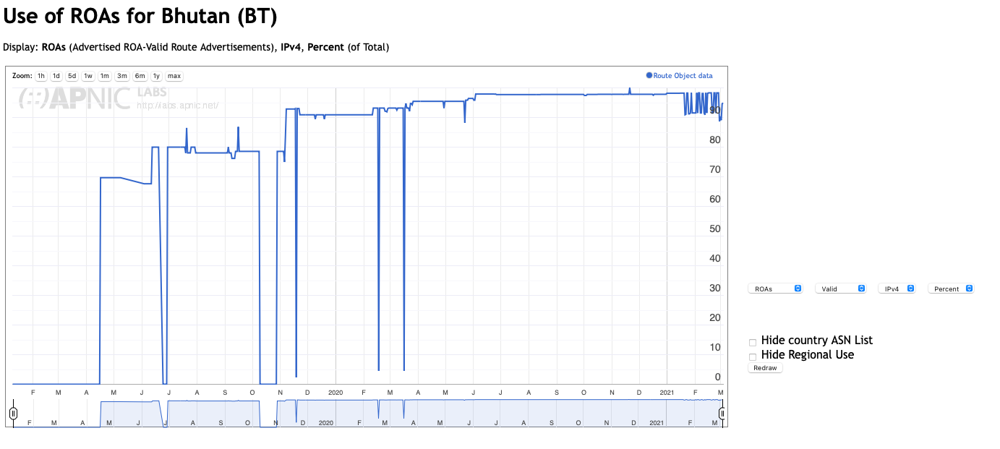 Use of ROAs for Bhutan (BT)
Display: ROAs (Advertised ROA-Valid Route Advertisements), IPv4, Percent (of Total)
Zoom: 1h 1d 5d 1w 1m 3m 6m 1y max
Route Object data
APNIC LABS
http://labs.apnic.net/
90
80
70
60
50
40
30
20
10
0
F M A M J J A S O N D 2020 F M A M J J A S O N D 2021 F M
F M A M J J A S O N D 2020 F M A M J J A S O N D 2021 F M
ROAs Valid IPv4 Percent
Hide country ASN List
Hide Regional Use
Redraw